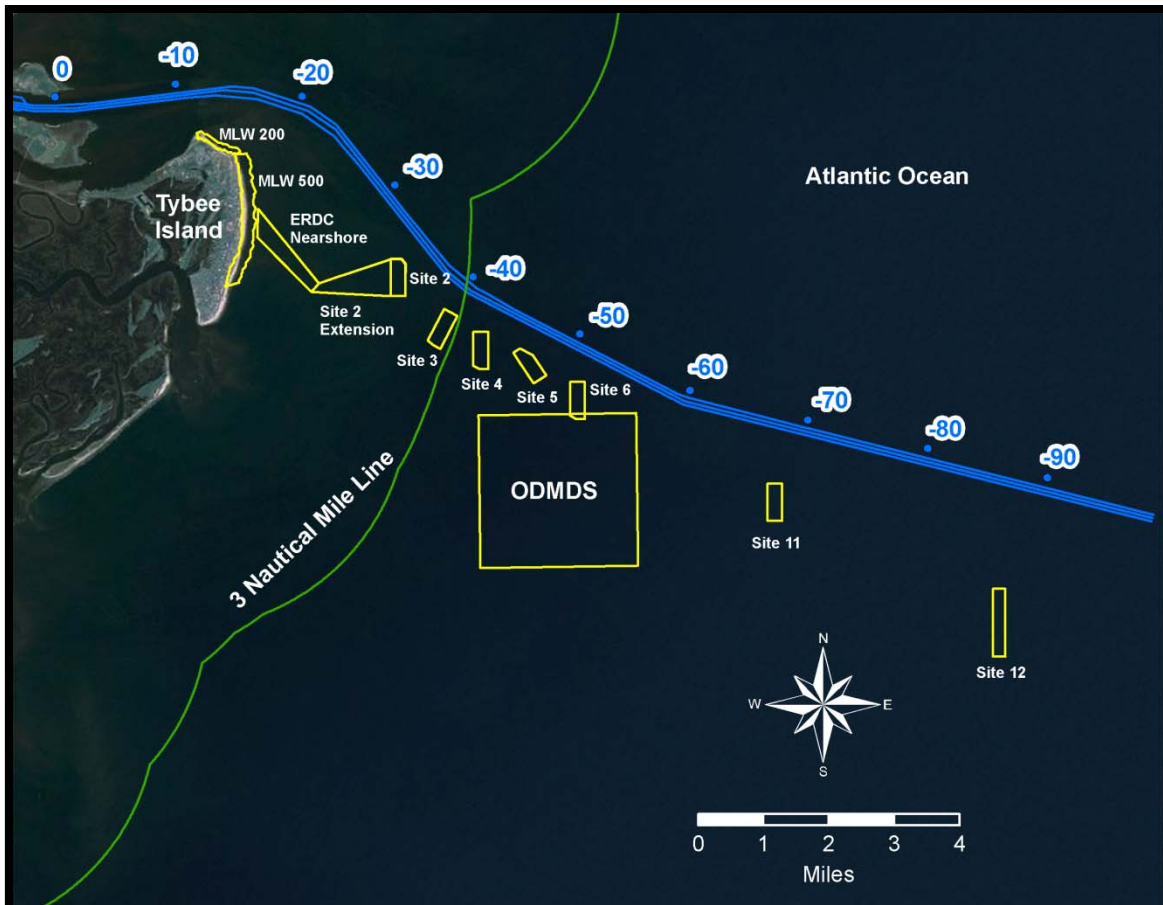 0
-10
-20
MLW 200
-30
MLW 500
Atlantic Ocean
Tybee
Island
ERDC
Nearshore
-40
Site 2
Site 2
Extension
-50
Site 3
Site 4
Site 5
Site 6
-60
-70
-80
-90
3 Nautical Mile Line
ODMDS
Site 11
Site 12
N
W
E
S
0 1 2 3 4
Miles